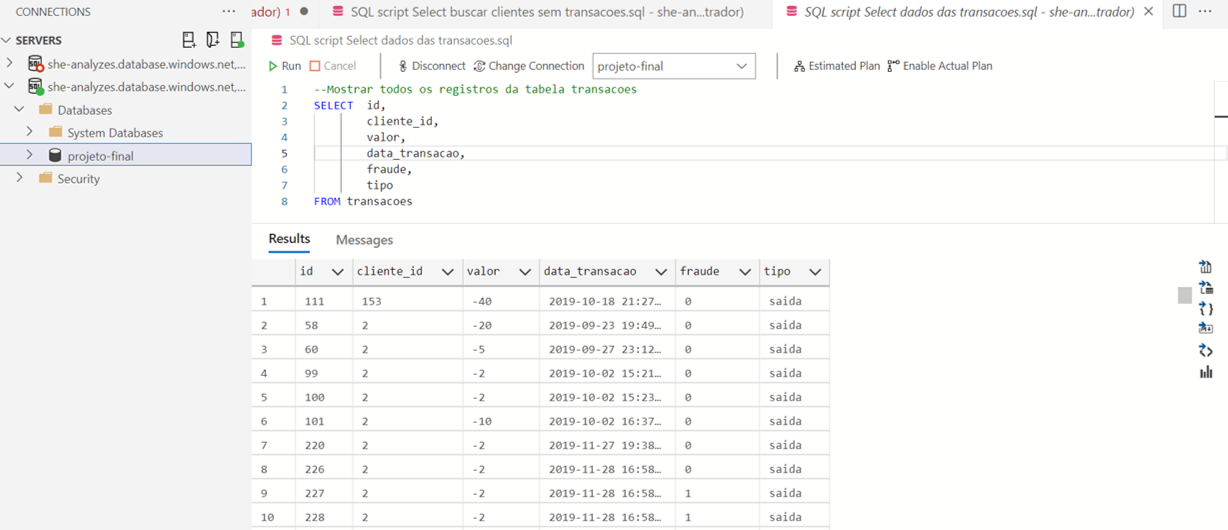 CONNECTIONS
SERVERS
she-analyzes.database.windows.net,...
she-analyzes.database.windows.net,...
Databases
System Databases
projeto-final
Security
ador) 1
SQL script Select buscar clientes sem transacoes.sql - she-an...trador)
SQL script Select dados das transacoes.sql - she-an...trador)
SQL script Select dados das transacoes.sql
Run Cancel Disconnect Change Connection projeto-final Estimated Plan Enable Actual Plan
1 --Mostrar todos os registros da tabela transacoes
2 SELECT id,
3 cliente_id,
4 valor,
5 data_transacao,
6 fraude,
7 tipo
8 FROM transacoes
Results Messages
id cliente_id valor data_transacao fraude tipo
1 111 153 -40 2019-10-18 21:27... 0 saida
2 58 2 -20 2019-09-23 19:49... 0 saida
3 60 2 -5 2019-09-27 23:12... 0 saida
4 99 2 -2 2019-10-02 15:21... 0 saida
5 100 2 -2 2019-10-02 15:23... 0 saida
6 101 2 -10 2019-10-02 16:37... 0 saida
7 220 2 -2 2019-11-27 19:38... 0 saida
8 226 2 -2 2019-11-28 16:58... 0 saida
9 227 2 -2 2019-11-28 16:58... 1 saida
10 228 2 -2 2019-11-28 16:58... 1 saida